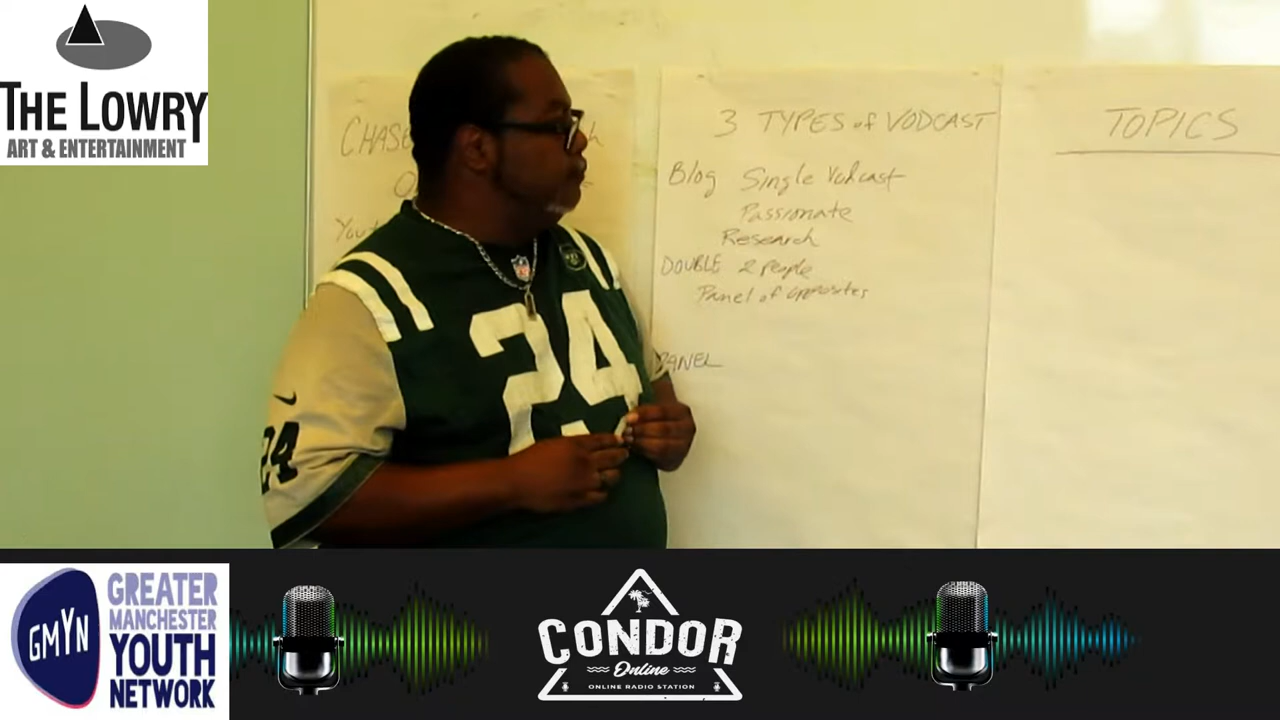 THE LOWRY
ART & ENTERTAINMENT
CHASE
3 TYPES of VODCAST
Blog Single Vodcast
Passionate
Research
DOUBLE 2 people
Panel of opposites
PANEL
TOPICS
24
24
GMYN
GREATER
MANCHESTER
YOUTH
NETWORK
CONDOR
Online
ONLINE RADIO STATION